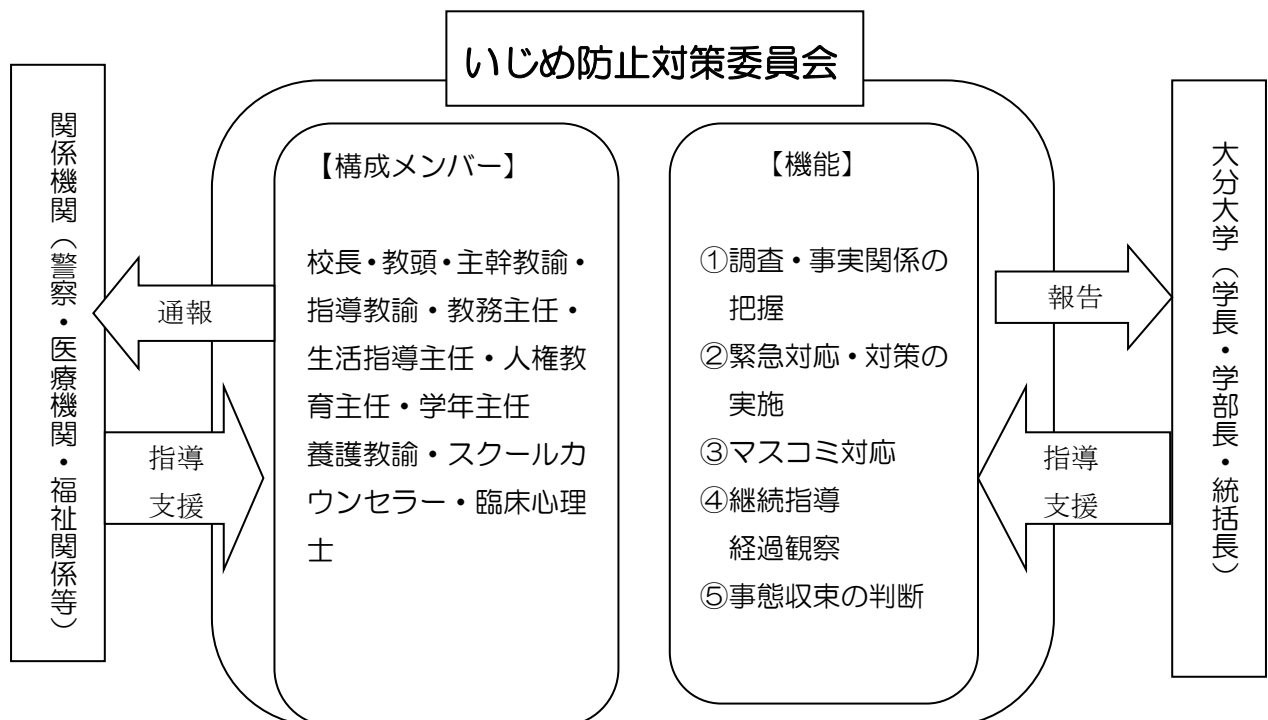 いじめ防止対策委員会
関係機関（警察・医療機関・福祉関係等）
通報
指導
支援
【構成メンバー】
校長・教頭・主幹教諭・
指導教諭・教務主任・
生活指導主任・人権教
育主任・学年主任
養護教諭・スクールカ
ウンセラー・臨床心理
士
【機能】
①調査・事実関係の
把握
②緊急対応・対策の
実施
③マスコミ対応
④継続指導
経過観察
⑤事態収束の判断
報告
指導
支援
大分大学（学長・学部長・統括長）